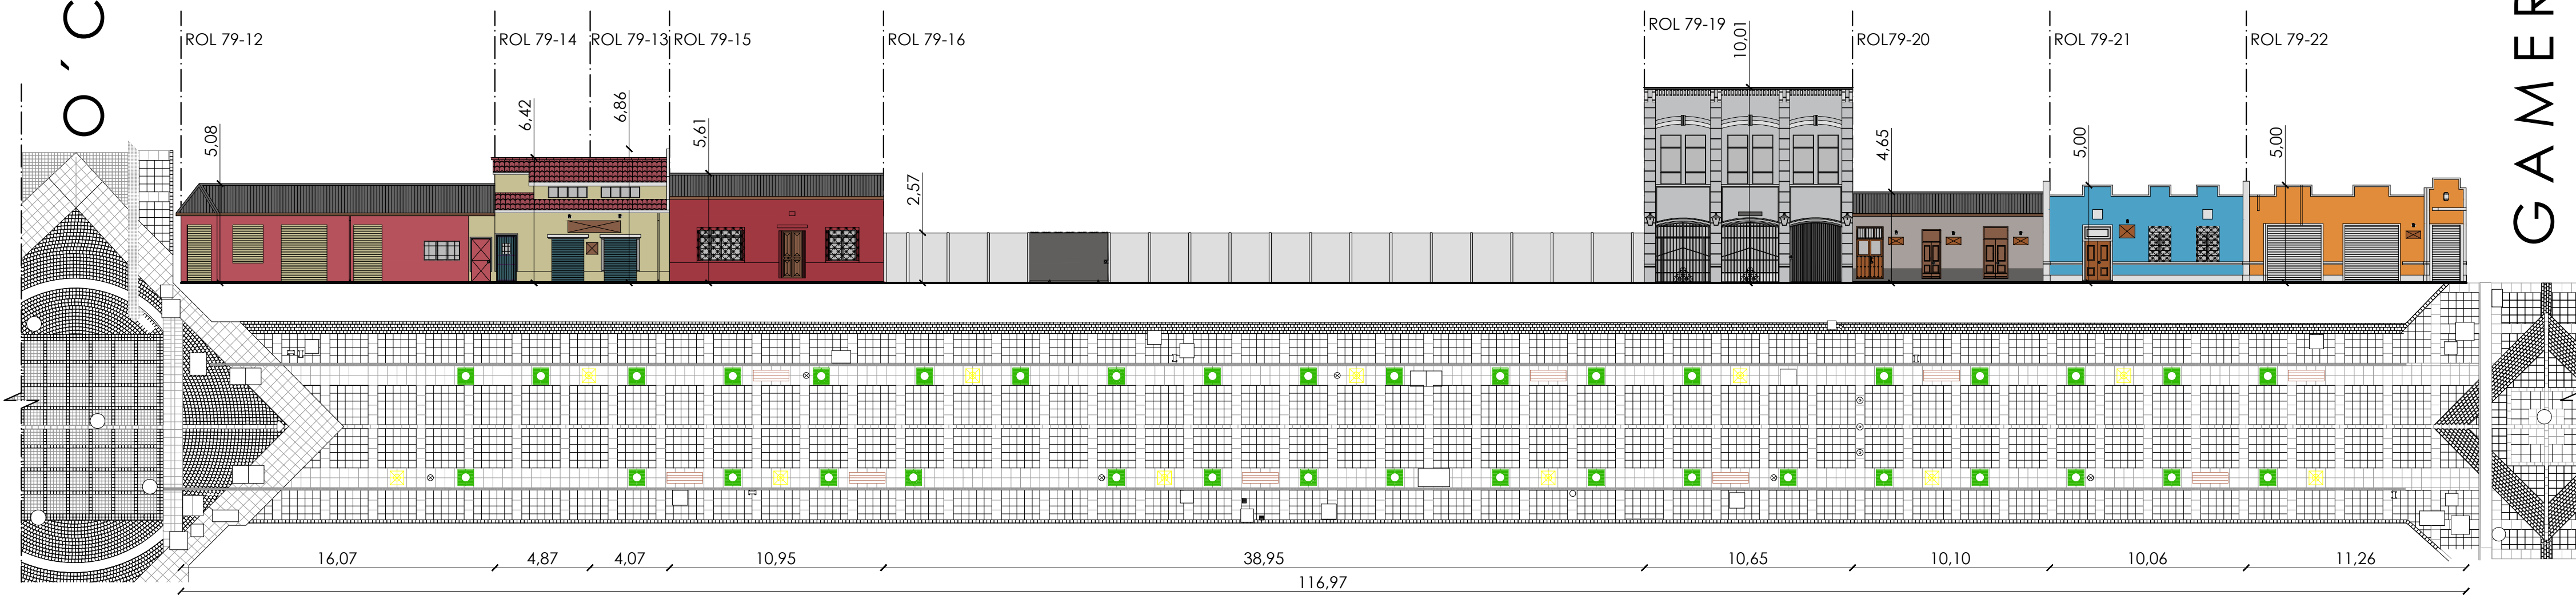 O´C
ROL 79-12
ROL 79-14
ROL 79-13
ROL 79-15
ROL 79-16
ROL 79-19
ROL79-20
ROL 79-21
ROL 79-22
GAMER
5,08
6,42
6,86
5,61
2,57
10,01
4,65
5,00
5,00
16,07
4,87
4,07
10,95
38,95
10,65
10,10
10,06
11,26
116,97